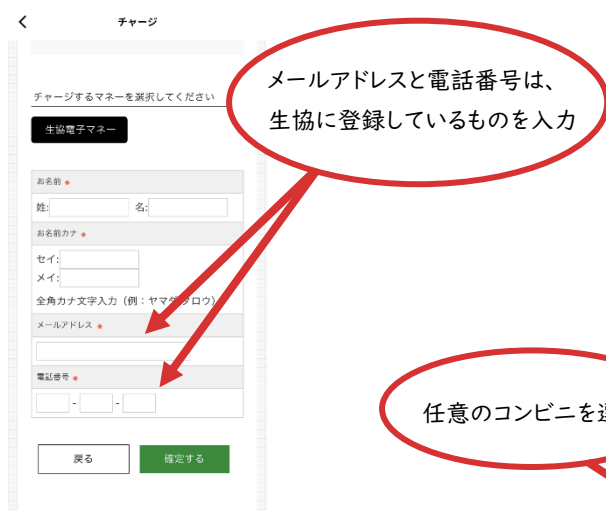 チャージ
チャージするマネーを選択してください
生協電子マネー
メールアドレスと電話番号は、
生協に登録しているものを入力
お名前 *
姓: 名:
お名前カナ *
セイ:
メイ:
全角カナ文字入力（例：ヤマダタロウ）
メールアドレス *
電話番号 *
- -
戻る 確定する
任意のコンビニを